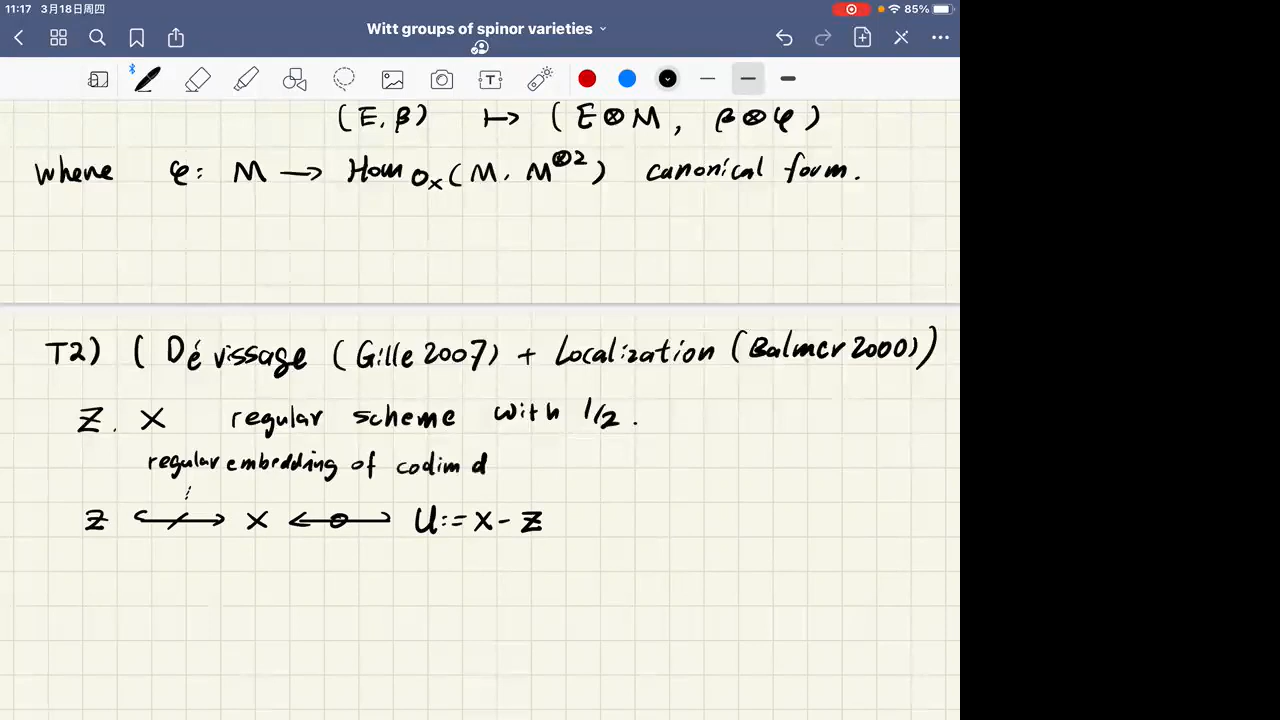 11:17 3月18日周四
85%
Witt groups of spinor varieties
(E, β) ↦ (E⊗M, β⊗φ)
where φ: M → Hom_{O_X}(M, M^{⊗2}) canonical form.
T2) (Dévissage (Gille 2007) + Localization (Balmer 2000))
Z. X regular scheme with 1/2.
regular embedding of codim d
Z ↪ X ↩ U := X - Z